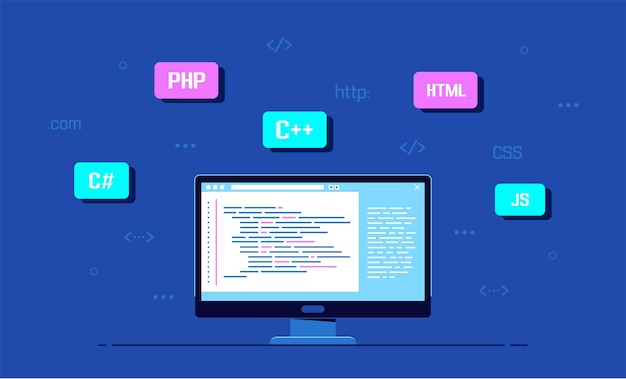 </>
PHP
http:
HTML
.com
C++
</>
CSS
C#
JS
<···>
<···>